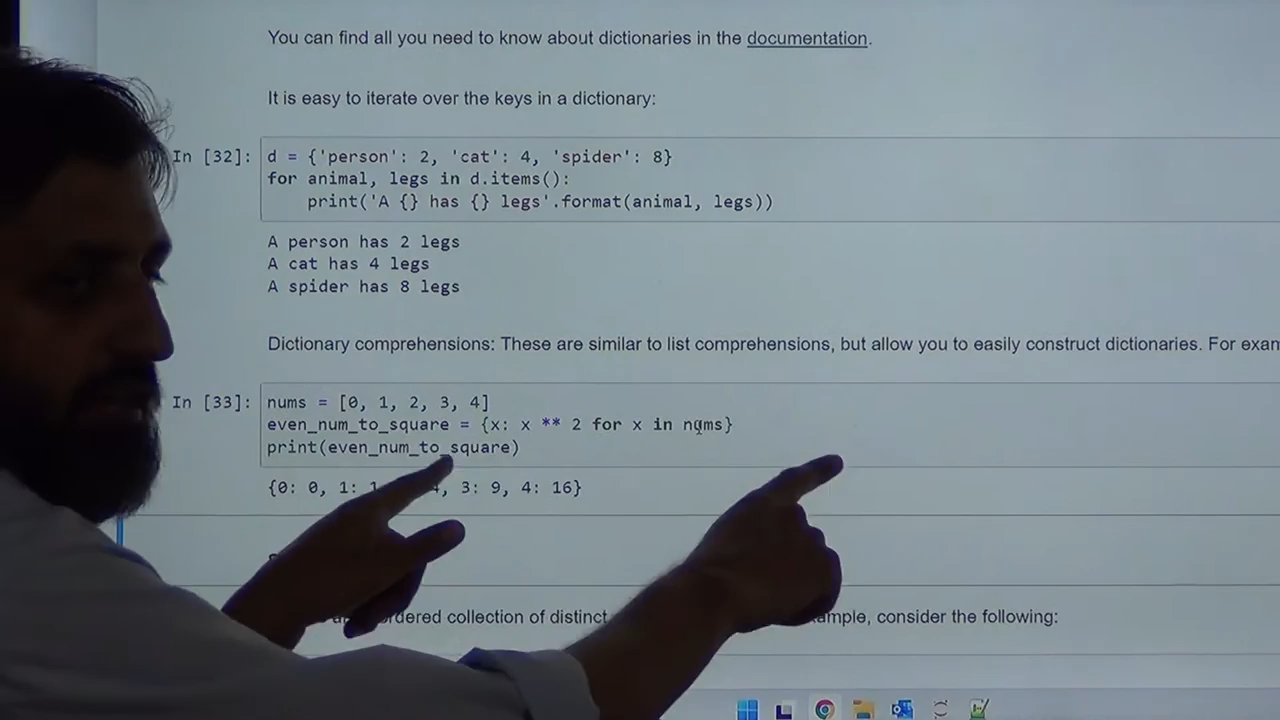 You can find all you need to know about dictionaries in the documentation.
It is easy to iterate over the keys in a dictionary:
In [32]: d = {'person': 2, 'cat': 4, 'spider': 8}
for animal, legs in d.items():
print('A {} has {} legs'.format(animal, legs))
A person has 2 legs
A cat has 4 legs
A spider has 8 legs
Dictionary comprehensions: These are similar to list comprehensions, but allow you to easily construct dictionaries. For exam
In [33]: nums = [0, 1, 2, 3, 4]
even_num_to_square = {x: x ** 2 for x in nums}
print(even_num_to_square)
{0: 0, 1: 4, 3: 9, 4: 16}
collection of distinct consider the following: